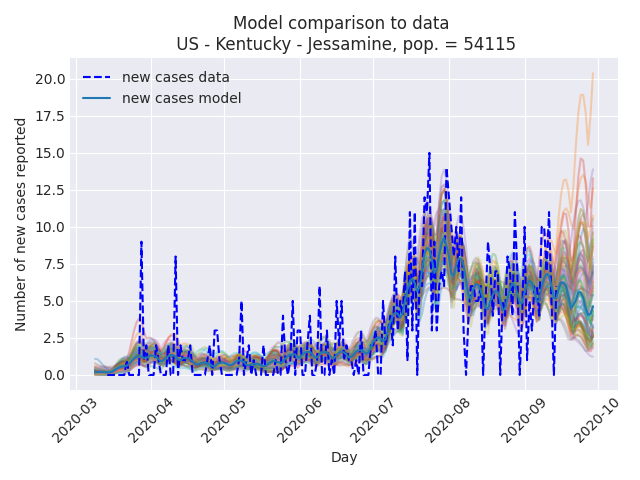 Model comparison to data
US - Kentucky - Jessamine, pop. = 54115
new cases data
new cases model
Number of new cases reported
20.0
17.5
15.0
12.5
10.0
7.5
5.0
2.5
0.0
2020-03
2020-04
2020-05
2020-06
2020-07
2020-08
2020-09
2020-10
Day